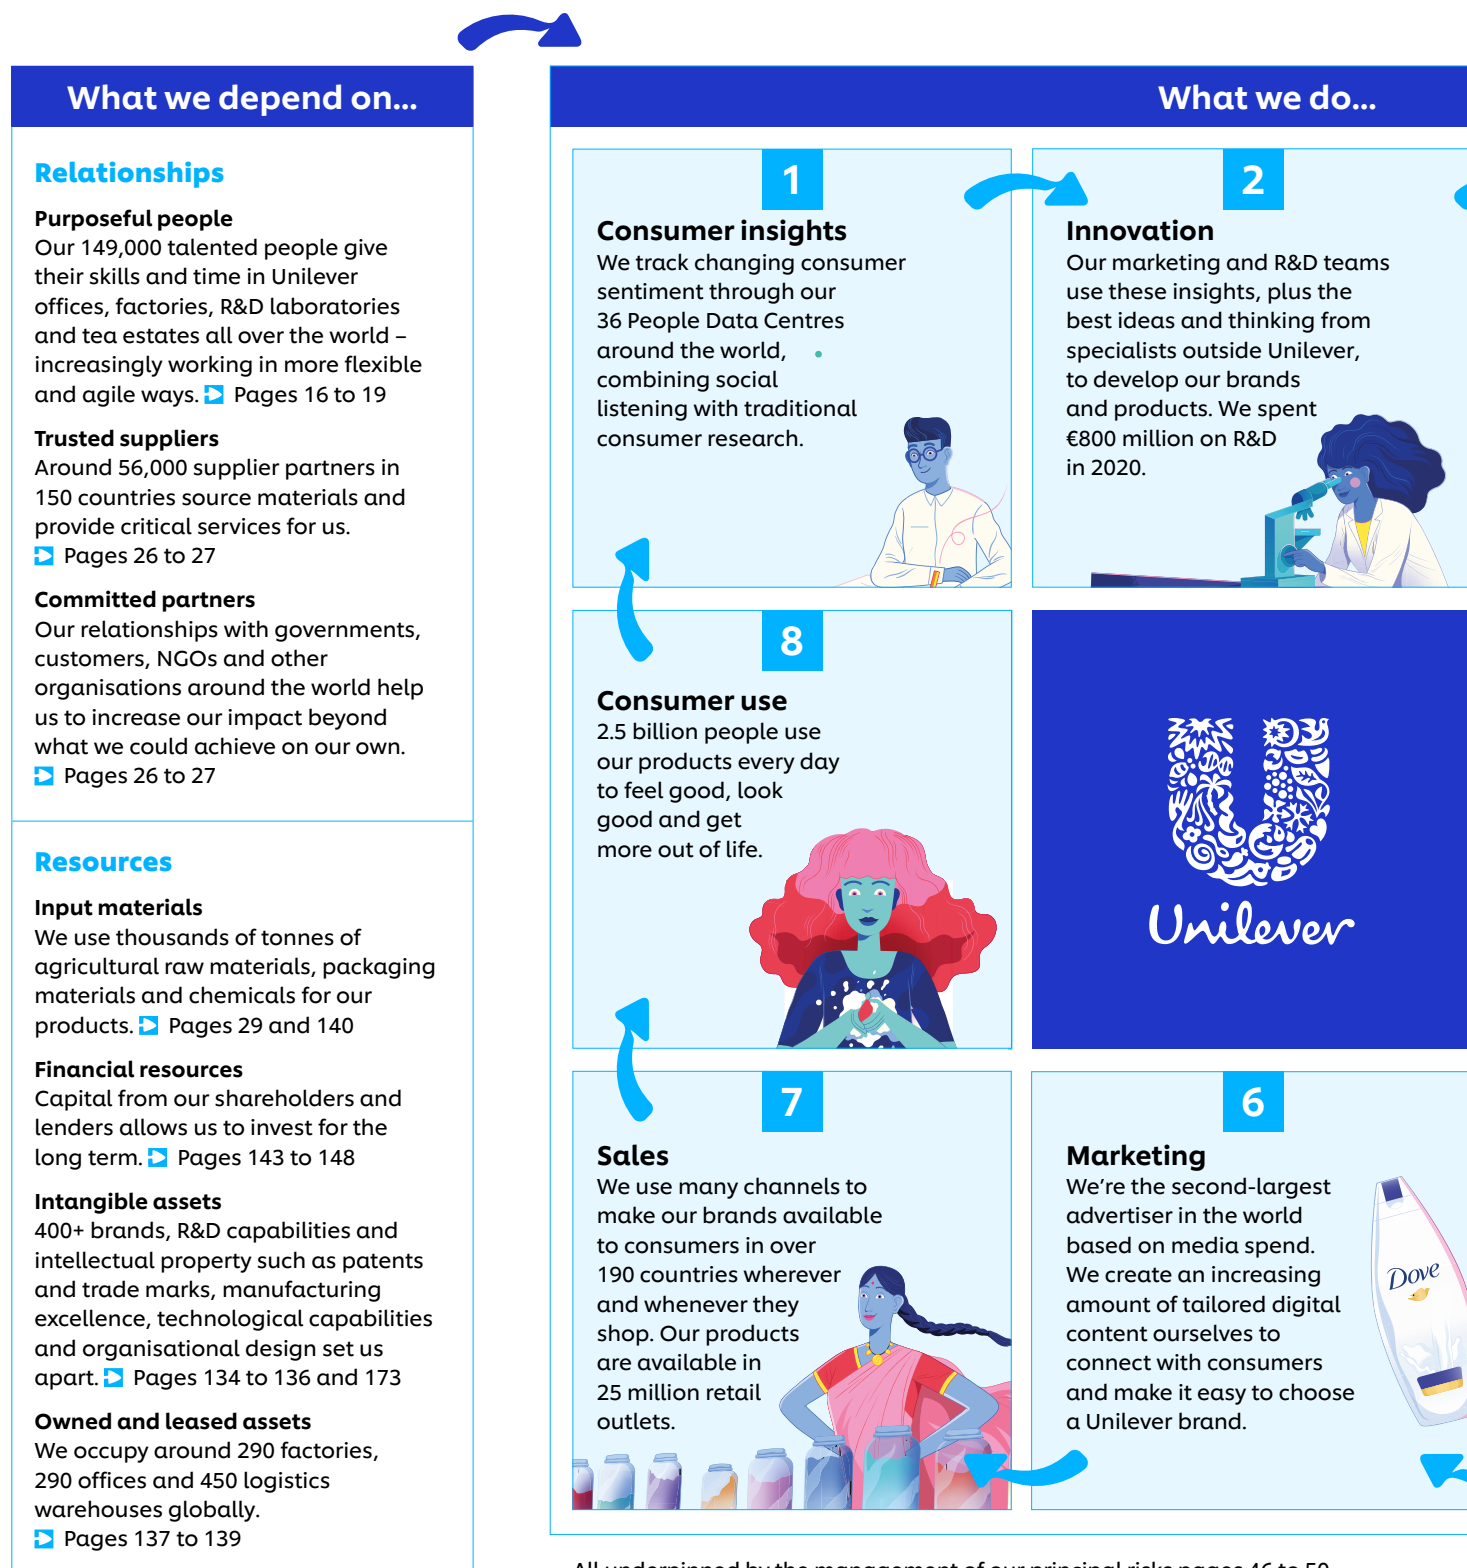 What we depend on...
Relationships
Purposeful people
Our 149,000 talented people give
their skills and time in Unilever
offices, factories, R&D laboratories
and tea estates all over the world –
increasingly working in more flexible
and agile ways. Pages 16 to 19
Trusted suppliers
Around 56,000 supplier partners in
150 countries source materials and
provide critical services for us.
Pages 26 to 27
Committed partners
Our relationships with governments,
customers, NGOs and other
organisations around the world help
us to increase our impact beyond
what we could achieve on our own.
Pages 26 to 27
Resources
Input materials
We use thousands of tonnes of
agricultural raw materials, packaging
materials and chemicals for our
products. Pages 29 and 140
Financial resources
Capital from our shareholders and
lenders allows us to invest for the
long term. Pages 143 to 148
Intangible assets
400+ brands, R&D capabilities and
intellectual property such as patents
and trade marks, manufacturing
excellence, technological capabilities
and organisational design set us
apart. Pages 134 to 136 and 173
Owned and leased assets
We occupy around 290 factories,
290 offices and 450 logistics
warehouses globally.
Pages 137 to 139
What we do...
1
Consumer insights
We track changing consumer
sentiment through our
36 People Data Centres
around the world,
combining social
listening with traditional
consumer research.
2
Innovation
Our marketing and R&D teams
use these insights, plus the
best ideas and thinking from
specialists outside Unilever,
to develop our brands
and products. We spent
€800 million on R&D
in 2020.
8
Consumer use
2.5 billion people use
our products every day
to feel good, look
good and get
more out of life.
Unilever
7
Sales
We use many channels to
make our brands available
to consumers in over
190 countries wherever
and whenever they
shop. Our products
are available in
25 million retail
outlets.
6
Marketing
We're the second-largest
advertiser in the world
based on media spend.
We create an increasing
amount of tailored digital
content ourselves to
connect with consumers
and make it easy to choose
a Unilever brand.
Dove
All underpinned by the management of our principal risks pages 46 to 50